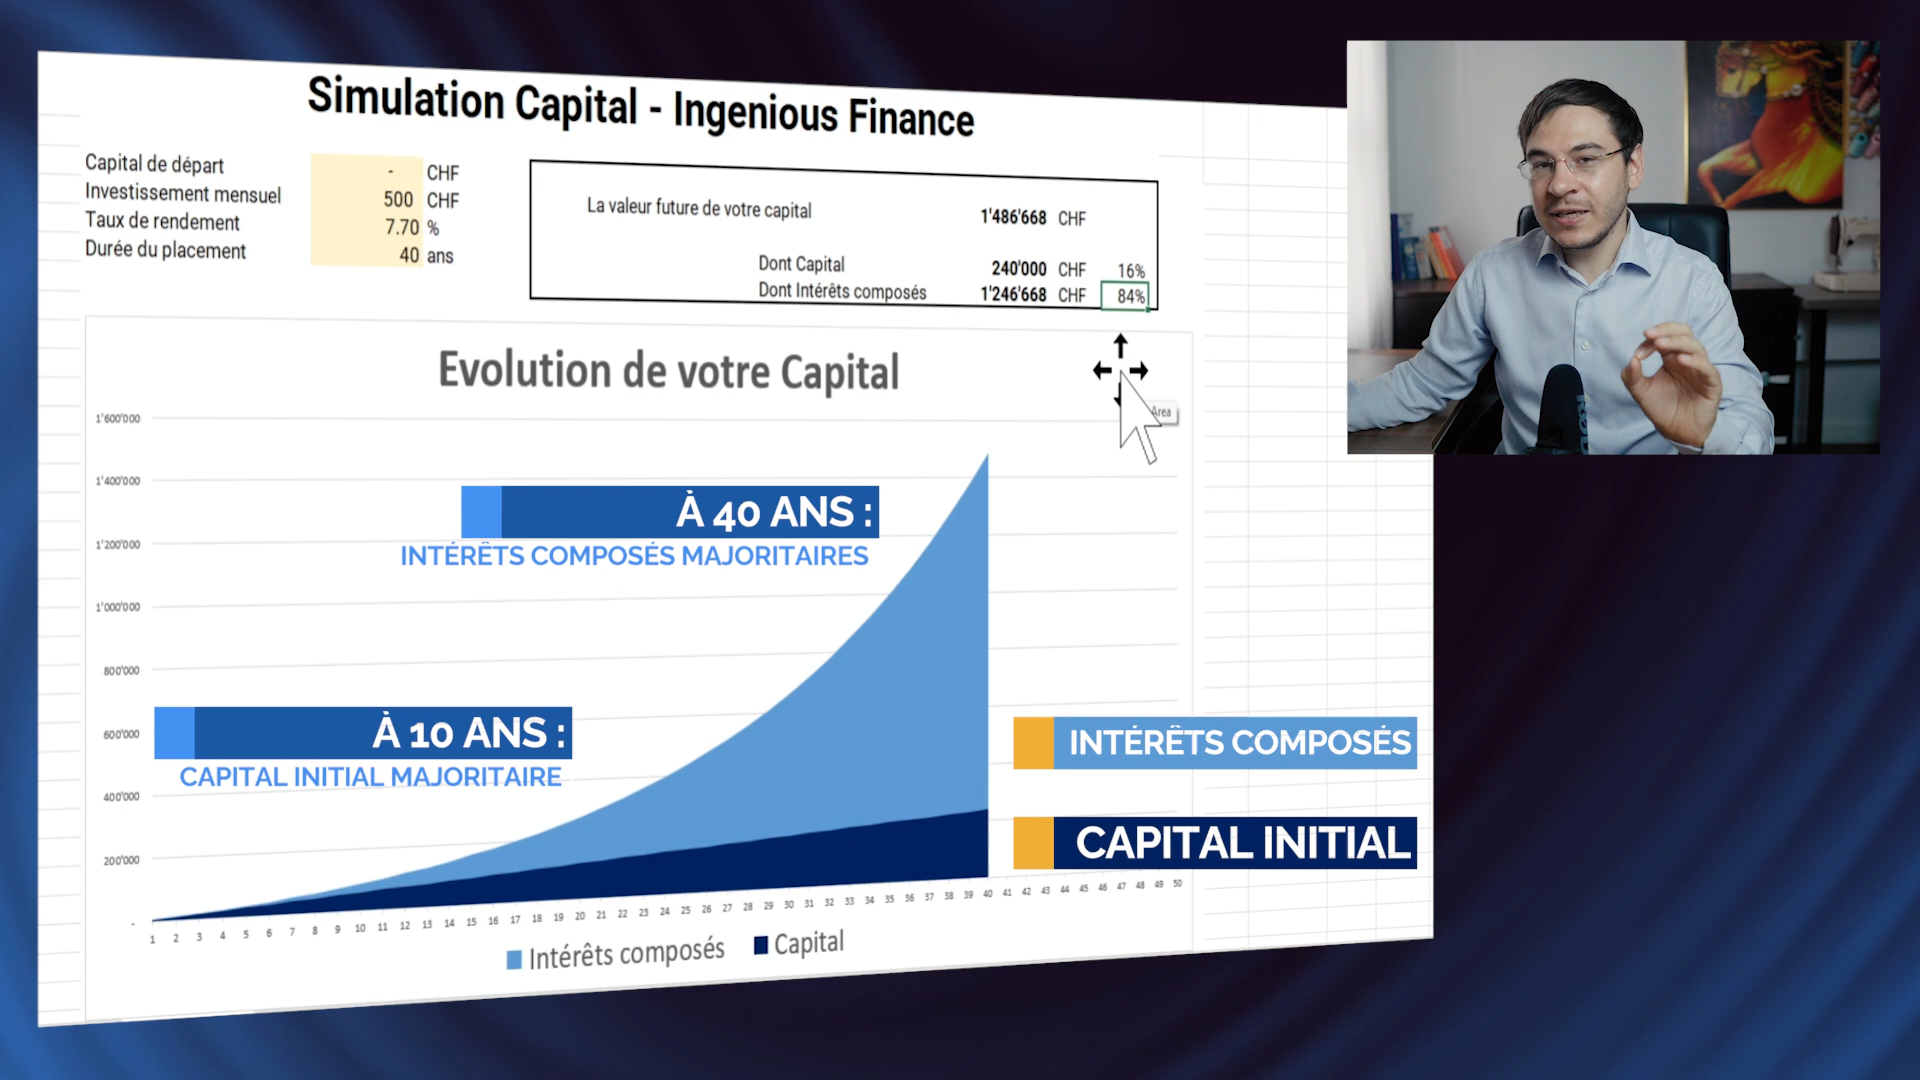 Simulation Capital - Ingenious Finance
Capital de départ - CHF
Investissement mensuel 500 CHF
Taux de rendement 7.70 %
Durée du placement 40 ans
La valeur future de votre capital 1'486'668 CHF
Dont Capital 240'000 CHF 16%
Dont Intérêts composés 1'246'668 CHF 84%
Evolution de votre Capital
Area
1'600'000
1'400'000
1'200'000
1'000'000
800'000
600'000
400'000
200'000
-
À 40 ANS :
INTÉRÊTS COMPOSÉS MAJORITAIRES
À 10 ANS :
CAPITAL INITIAL MAJORITAIRE
INTÉRÊTS COMPOSÉS
CAPITAL INITIAL
1 2 3 4 5 6 7 8 9 10 11 12 13 14 15 16 17 18 19 20 21 22 23 24 25 26 27 28 29 30 31 32 33 34 35 36 37 38 39 40 41 42 43 44 45 46 47 48 49 50
Intérêts composés Capital